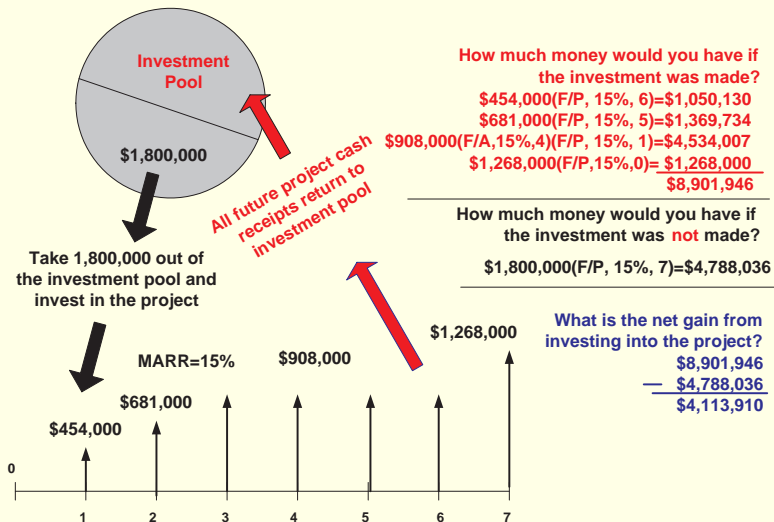 Investment
Pool
$1,800,000
All future project cash
receipts return to
investment pool
Take 1,800,000 out of
the investment pool and
invest in the project
How much money would you have if
the investment was made?
$454,000(F/P, 15%, 6)=$1,050,130
$681,000(F/P, 15%, 5)=$1,369,734
$908,000(F/A,15%,4)(F/P, 15%, 1)=$4,534,007
$1,268,000(F/P,15%,0)= $1,268,000
$8,901,946
How much money would you have if
the investment was not made?
$1,800,000(F/P, 15%, 7)=$4,788,036
What is the net gain from
investing into the project?
$8,901,946
— $4,788,036
$4,113,910
MARR=15%
$454,000
$681,000
$908,000
$1,268,000
0
1 2 3 4 5 6 7